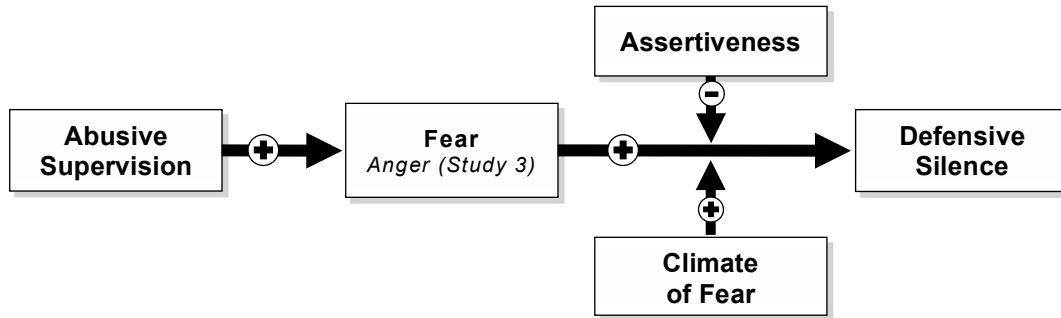 Assertiveness
−
Abusive
Supervision
+
Fear
Anger (Study 3)
+
Defensive
Silence
+
Climate
of Fear